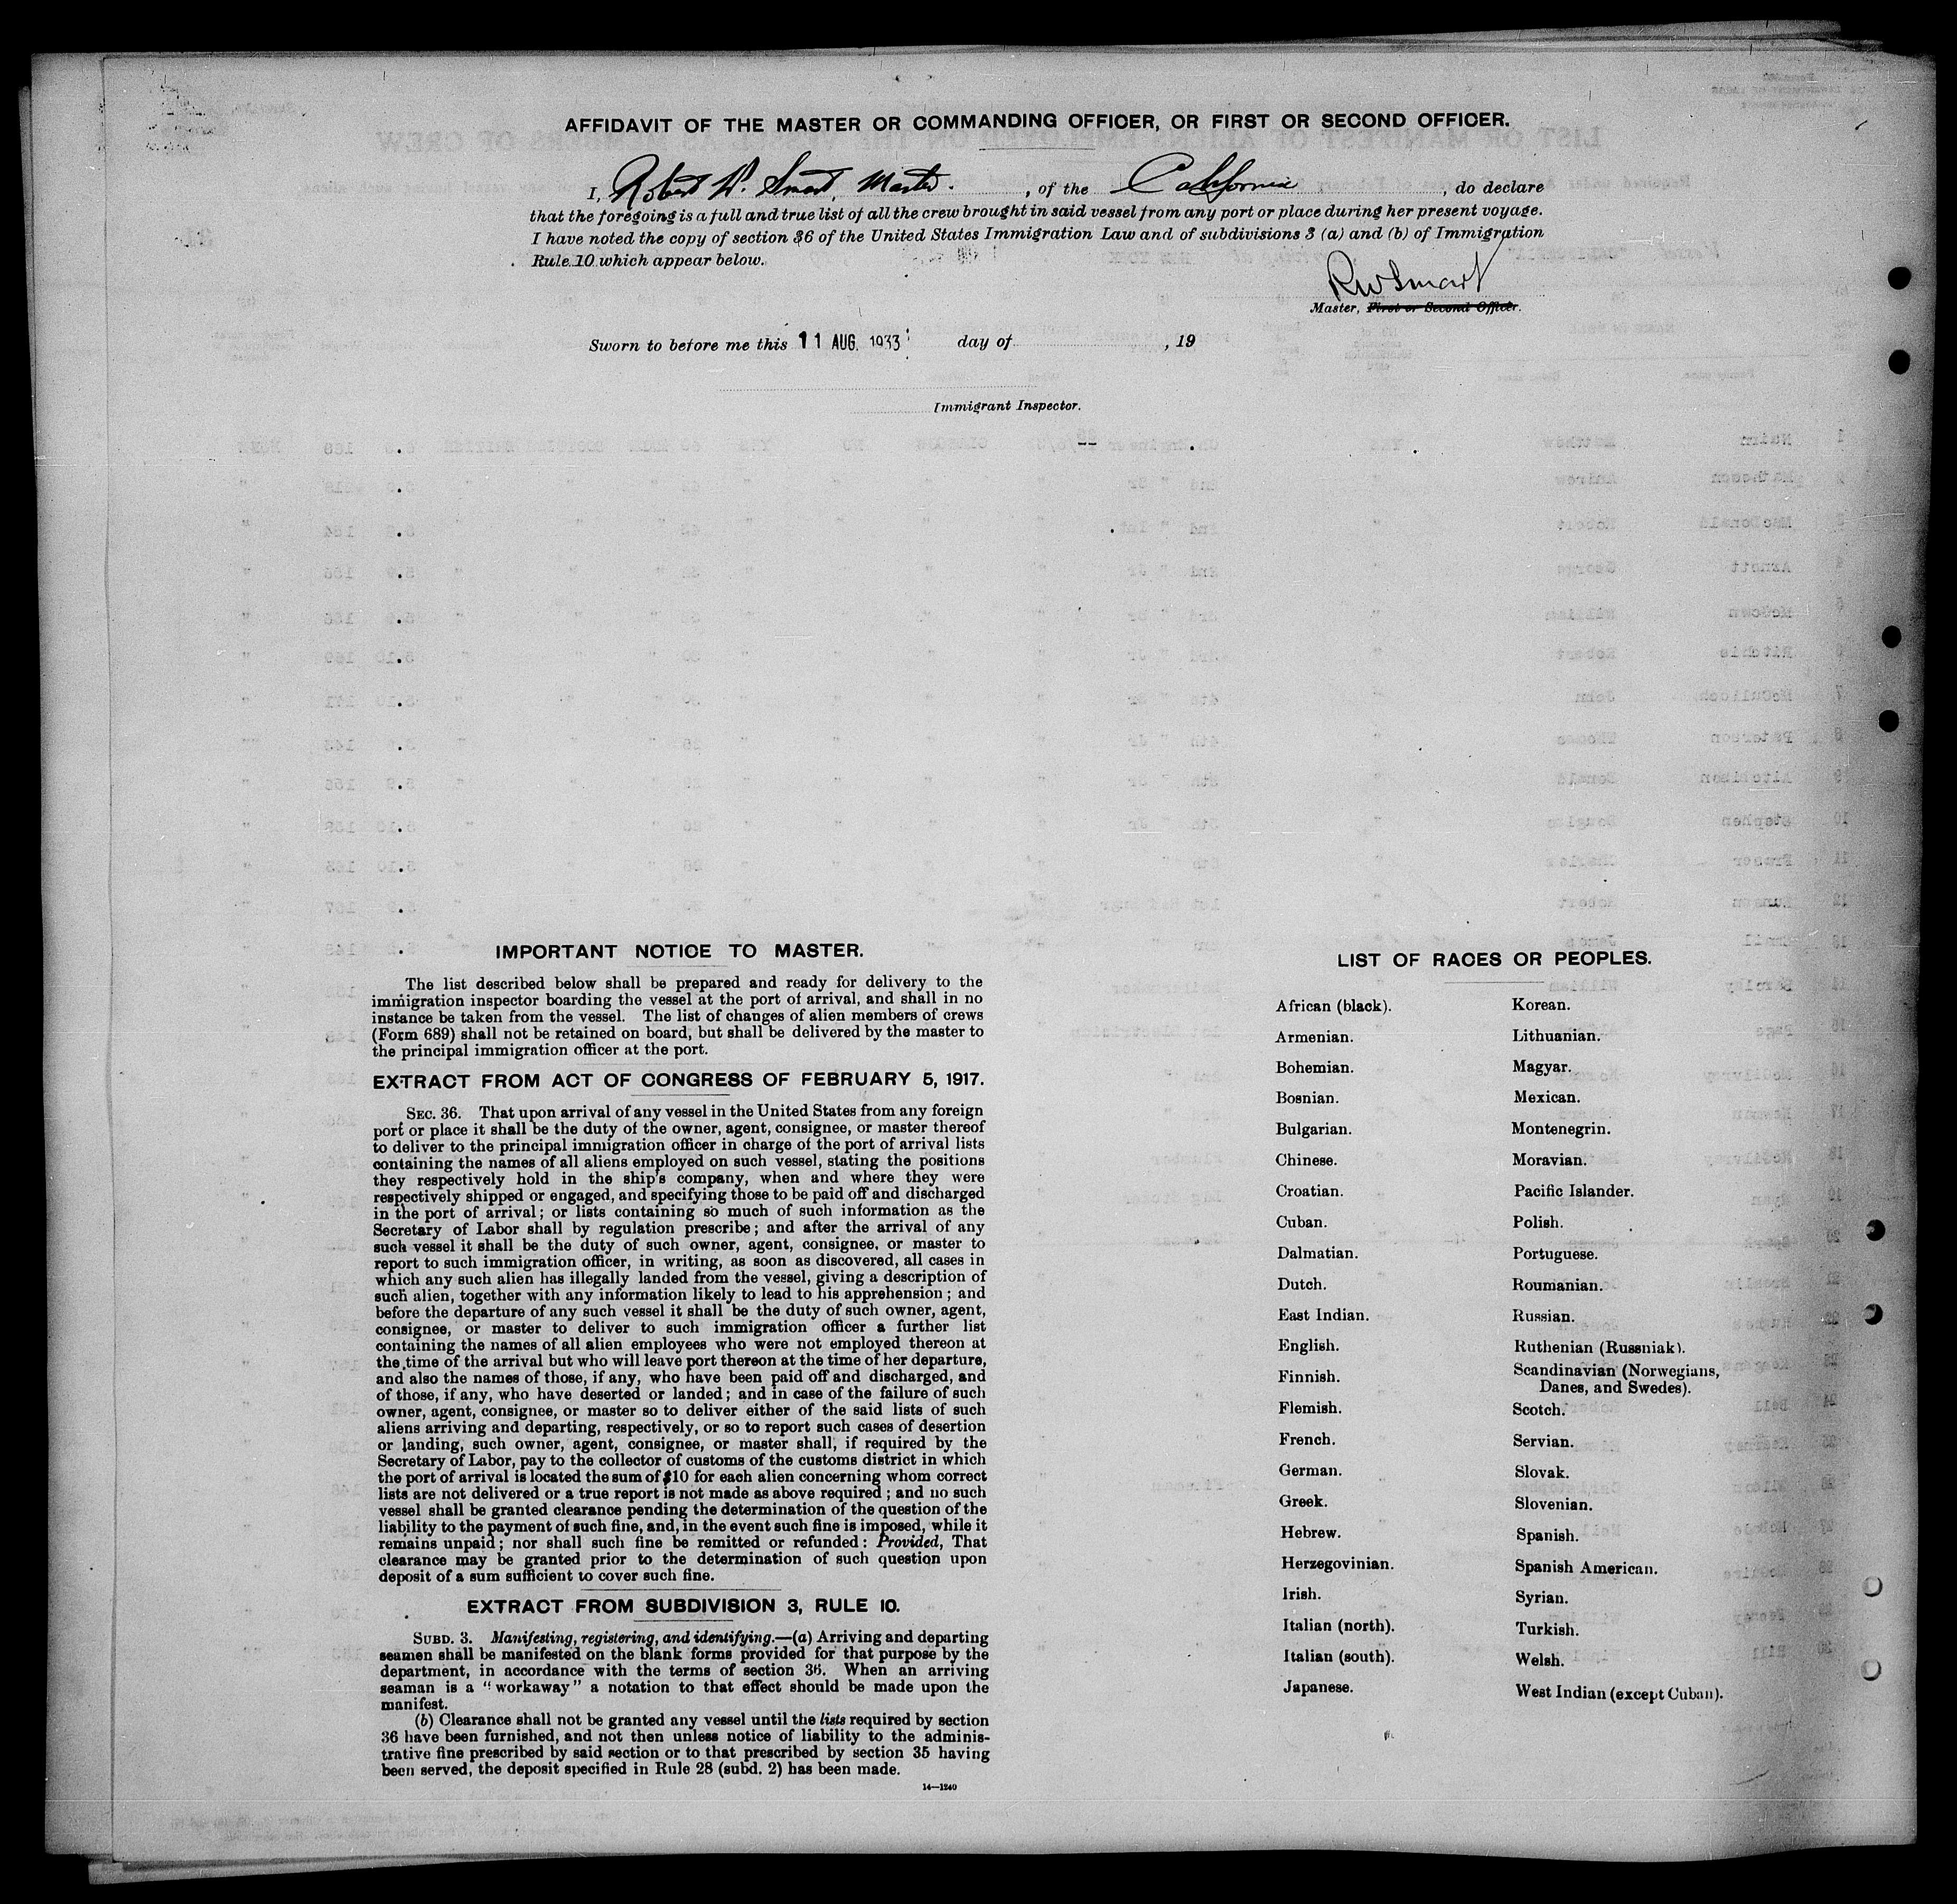 AFFIDAVIT OF THE MASTER OR COMMANDING OFFICER, OR FIRST OR SECOND OFFICER.
I, Robert W. Smart, Master. , of the California , do declare
that the foregoing is a full and true list of all the crew brought in said vessel from any port or place during her present voyage.
I have noted the copy of section 36 of the United States Immigration Law and of subdivisions 3 (a) and (b) of Immigration
Rule 10 which appear below.
RWSmart
Master, First or Second Officer.
Sworn to before me this 11 AUG. 1933 day of , 19
Immigrant Inspector.
IMPORTANT NOTICE TO MASTER.
The list described below shall be prepared and ready for delivery to the
immigration inspector boarding the vessel at the port of arrival, and shall in no
instance be taken from the vessel. The list of changes of alien members of crews
(Form 689) shall not be retained on board, but shall be delivered by the master to
the principal immigration officer at the port.
EXTRACT FROM ACT OF CONGRESS OF FEBRUARY 5, 1917.
SEC. 36. That upon arrival of any vessel in the United States from any foreign
port or place it shall be the duty of the owner, agent, consignee, or master thereof
to deliver to the principal immigration officer in charge of the port of arrival lists
containing the names of all aliens employed on such vessel, stating the positions
they respectively hold in the ship's company, when and where they were
respectively shipped or engaged, and specifying those to be paid off and discharged
in the port of arrival; or lists containing so much of such information as the
Secretary of Labor shall by regulation prescribe; and after the arrival of any
such vessel it shall be the duty of such owner, agent, consignee, or master to
report to such immigration officer, in writing, as soon as discovered, all cases in
which any such alien has illegally landed from the vessel, giving a description of
such alien, together with any information likely to lead to his apprehension; and
before the departure of any such vessel it shall be the duty of such owner, agent,
consignee, or master to deliver to such immigration officer a further list
containing the names of all alien employees who were not employed thereon at
the time of the arrival but who will leave port thereon at the time of her departure,
and also the names of those, if any, who have been paid off and discharged, and
of those, if any, who have deserted or landed; and in case of the failure of such
owner, agent, consignee, or master so to deliver either of the said lists of such
aliens arriving and departing, respectively, or so to report such cases of desertion
or landing, such owner, agent, consignee, or master shall, if required by the
Secretary of Labor, pay to the collector of customs of the customs district in which
the port of arrival is located the sum of $10 for each alien concerning whom correct
lists are not delivered or a true report is not made as above required; and no such
vessel shall be granted clearance pending the determination of the question of the
liability to the payment of such fine, and, in the event such fine is imposed, while it
remains unpaid; nor shall such fine be remitted or refunded: Provided, That
clearance may be granted prior to the determination of such question upon
deposit of a sum sufficient to cover such fine.
EXTRACT FROM SUBDIVISION 3, RULE 10.
SUBD. 3. Manifesting, registering, and identifying.—(a) Arriving and departing
seamen shall be manifested on the blank forms provided for that purpose by the
department, in accordance with the terms of section 36. When an arriving
seaman is a "workaway" a notation to that effect should be made upon the
manifest.
(b) Clearance shall not be granted any vessel until the lists required by section
36 have been furnished, and not then unless notice of liability to the adminis-
trative fine prescribed by said section or to that prescribed by section 35 having
been served, the deposit specified in Rule 28 (subd. 2) has been made.
14—1240
LIST OF RACES OR PEOPLES.
African (black).
Armenian.
Bohemian.
Bosnian.
Bulgarian.
Chinese.
Croatian.
Cuban.
Dalmatian.
Dutch.
East Indian.
English.
Finnish.
Flemish.
French.
German.
Greek.
Hebrew.
Herzegovinian.
Irish.
Italian (north).
Italian (south).
Japanese.
Korean.
Lithuanian.
Magyar.
Mexican.
Montenegrin.
Moravian.
Pacific Islander.
Polish.
Portuguese.
Roumanian.
Russian.
Ruthenian (Russniak).
Scandinavian (Norwegians,
Danes, and Swedes).
Scotch.
Servian.
Slovak.
Slovenian.
Spanish.
Spanish American.
Syrian.
Turkish.
Welsh.
West Indian (except Cuban).